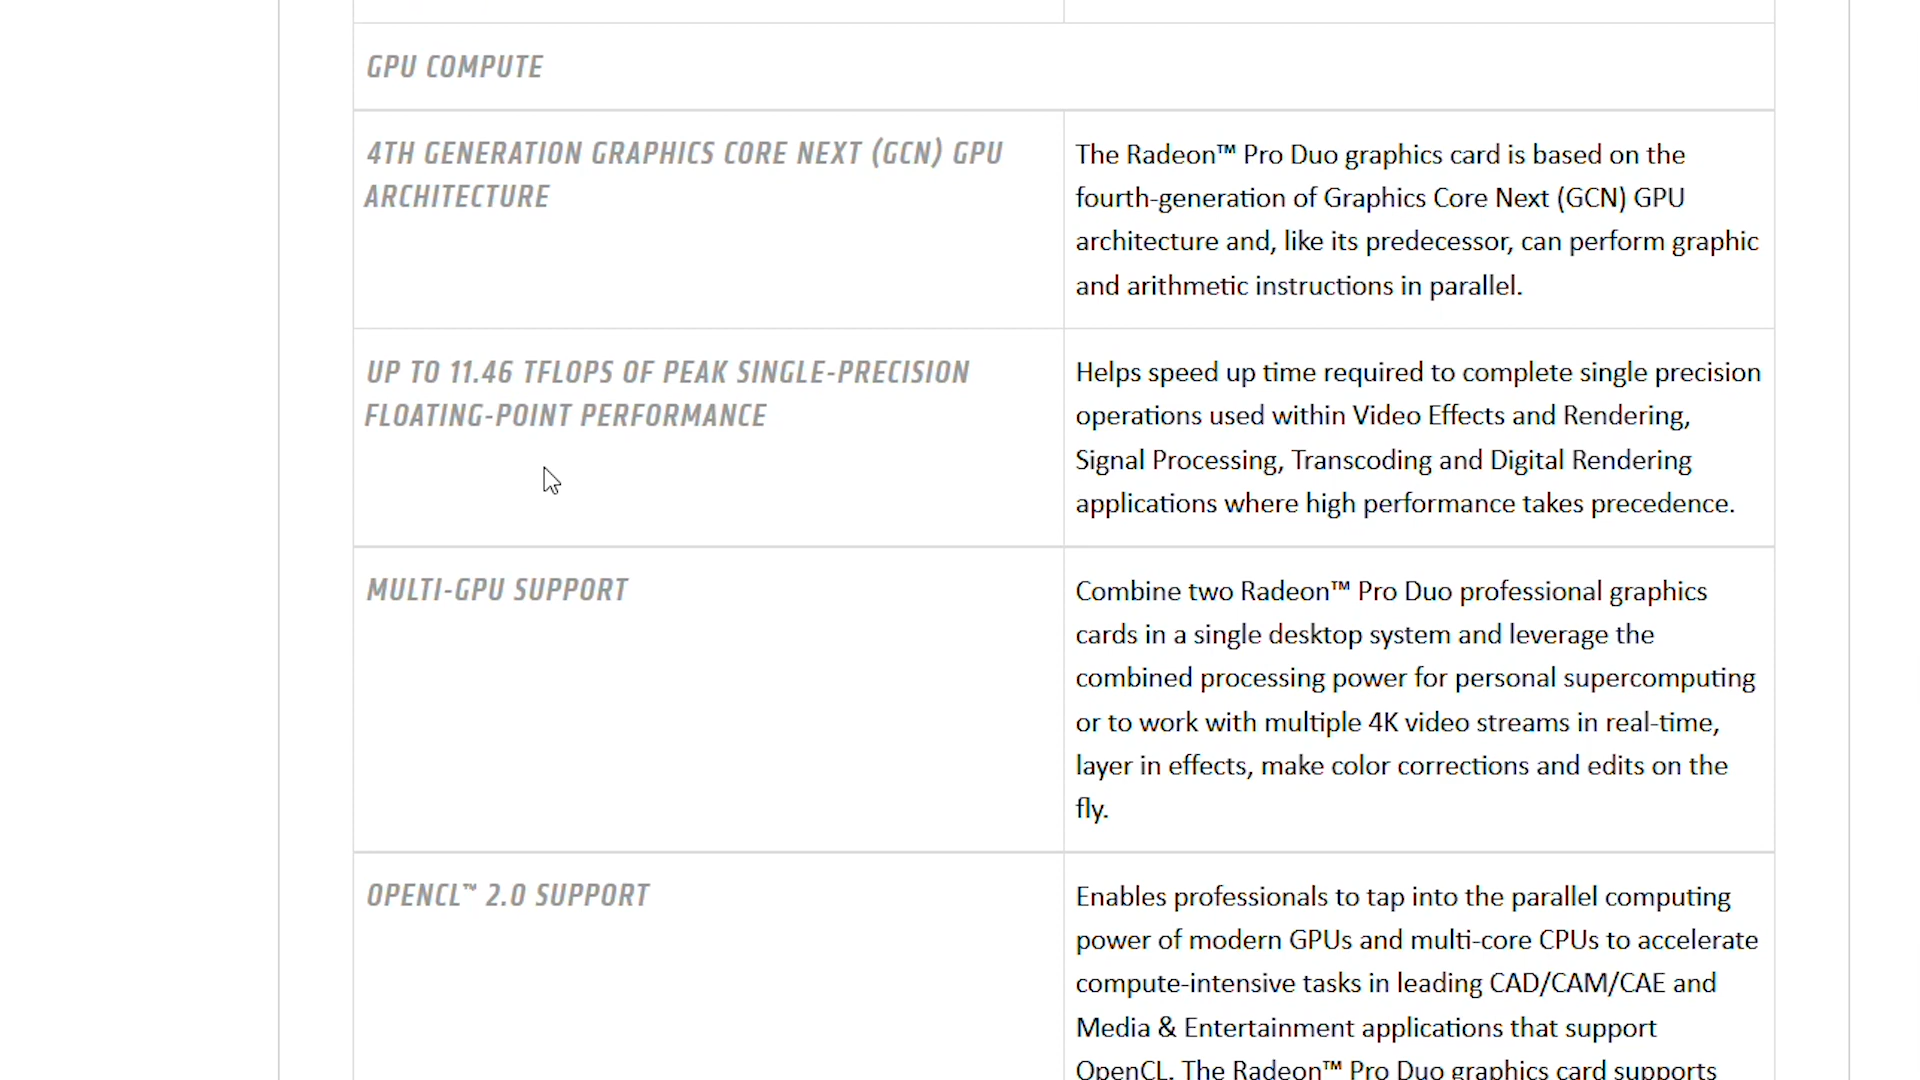 GPU COMPUTE
4TH GENERATION GRAPHICS CORE NEXT (GCN) GPU
ARCHITECTURE
The Radeon™ Pro Duo graphics card is based on the
fourth-generation of Graphics Core Next (GCN) GPU
architecture and, like its predecessor, can perform graphic
and arithmetic instructions in parallel.
UP TO 11.46 TFLOPS OF PEAK SINGLE-PRECISION
FLOATING-POINT PERFORMANCE
Helps speed up time required to complete single precision
operations used within Video Effects and Rendering,
Signal Processing, Transcoding and Digital Rendering
applications where high performance takes precedence.
MULTI-GPU SUPPORT
Combine two Radeon™ Pro Duo professional graphics
cards in a single desktop system and leverage the
combined processing power for personal supercomputing
or to work with multiple 4K video streams in real-time,
layer in effects, make color corrections and edits on the
fly.
OPENCL™ 2.0 SUPPORT
Enables professionals to tap into the parallel computing
power of modern GPUs and multi-core CPUs to accelerate
compute-intensive tasks in leading CAD/CAM/CAE and
Media & Entertainment applications that support
OpenCL. The Radeon™ Pro Duo graphics card supports